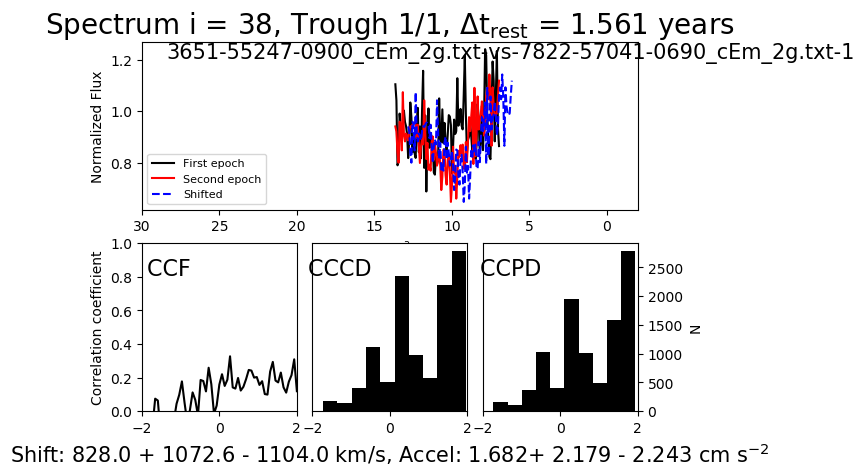 Spectrum i = 38, Trough 1/1, Δt_rest = 1.561 years
3651-55247-0900_cEm_2g.txt-vs-7822-57041-0690_cEm_2g.txt-1
Normalized Flux
1.2
1.0
0.8
First epoch
Second epoch
Shifted
30 25 20 15 10 5 0
Correlation coefficient
1.0
0.8
0.6
0.4
0.2
0.0
CCF
CCCD
CCPD
2500
2000
1500
1000
500
0
N
−2 0 2
−2 0 2
−2 0 2
Shift: 828.0 + 1072.6 - 1104.0 km/s, Accel: 1.682+ 2.179 - 2.243 cm s⁻²